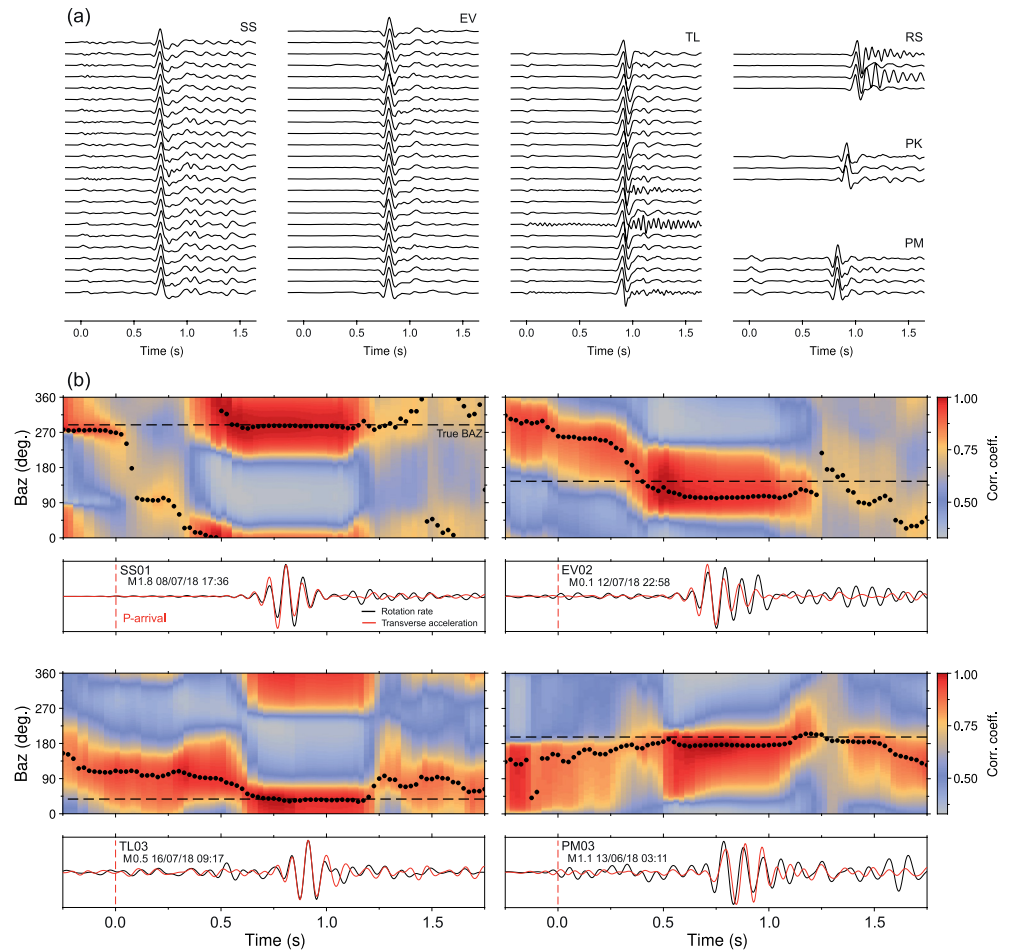 (a)
SS
EV
TL
RS
PK
PM
0.0 0.5 1.0 1.5
Time (s)
0.0 0.5 1.0 1.5
Time (s)
0.0 0.5 1.0 1.5
Time (s)
0.0 0.5 1.0 1.5
Time (s)
(b)
Baz (deg.)
360
270
180
90
0
True BAZ
1.00
0.75
0.50
Corr. coeff.
SS01
M1.8 08/07/18 17:36
P-arrival
Rotation rate
Transverse acceleration
EV02
M0.1 12/07/18 22:58
Baz (deg.)
360
270
180
90
0
1.00
0.75
0.50
Corr. coeff.
TL03
M0.5 16/07/18 09:17
PM03
M1.1 13/06/18 03:11
0.0 0.5 1.0 1.5
Time (s)
0.0 0.5 1.0 1.5
Time (s)